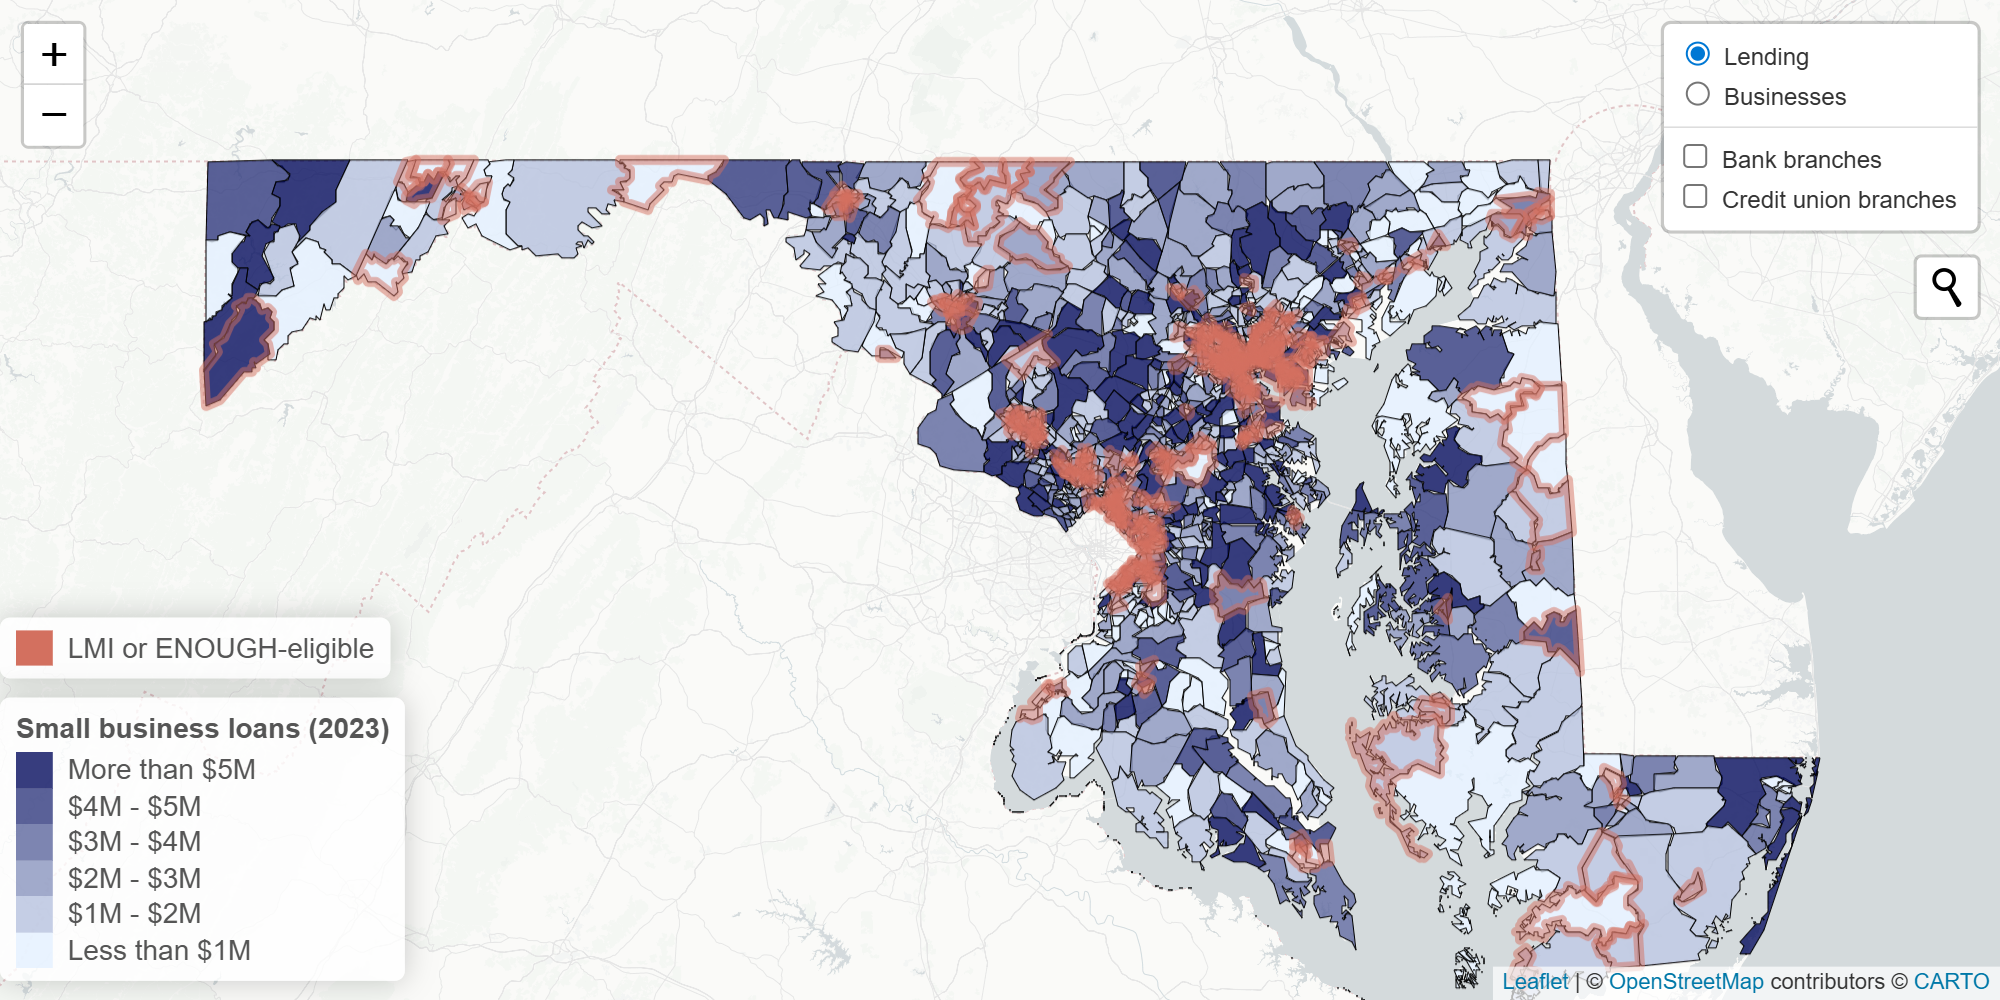 +
−
Lending
Businesses
Bank branches
Credit union branches
LMI or ENOUGH-eligible
Small business loans (2023)
More than $5M
$4M - $5M
$3M - $4M
$2M - $3M
$1M - $2M
Less than $1M
Leaflet | © OpenStreetMap contributors © CARTO